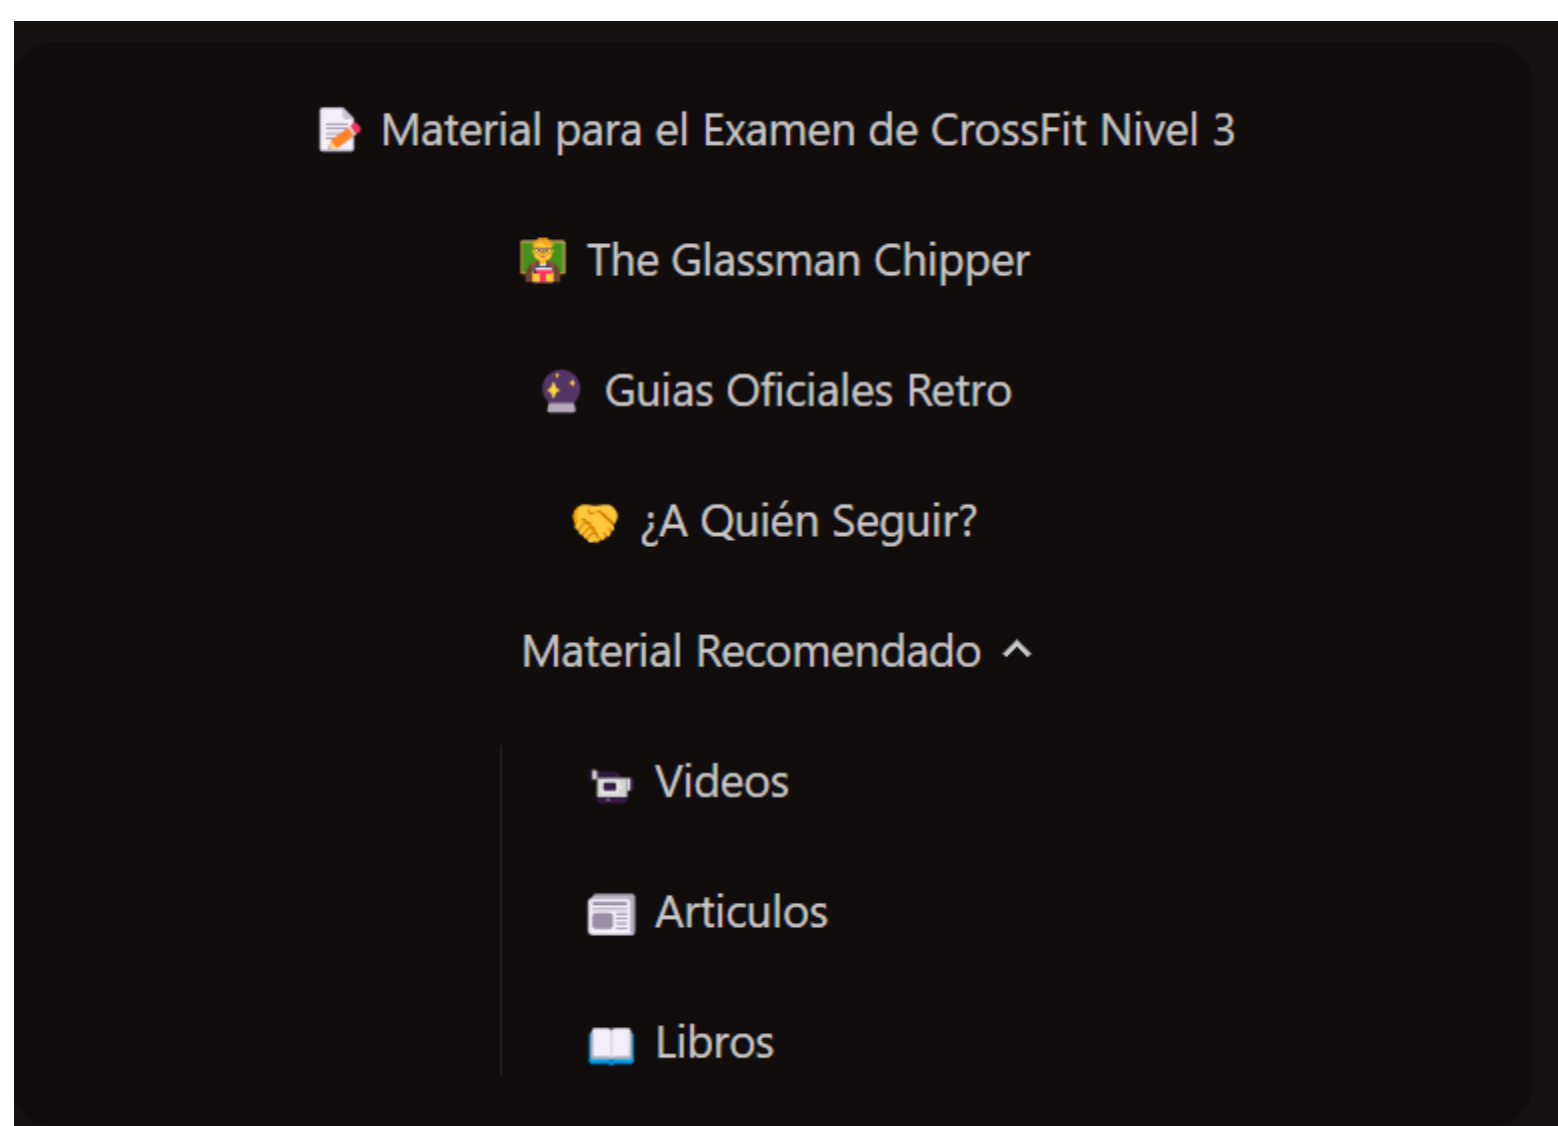 Material para el Examen de CrossFit Nivel 3
The Glassman Chipper
Guias Oficiales Retro
¿A Quién Seguir?
Material Recomendado
Videos
Articulos
Libros